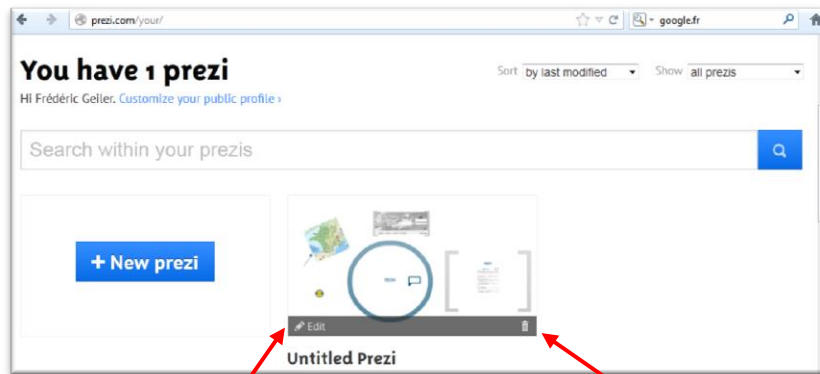 prezi.com/your/
google.fr
You have 1 prezi
Sort by last modified Show all prezis
Hi Frédéric Geller. Customize your public profile ›
Search within your prezis
+ New prezi
Edit
Untitled Prezi